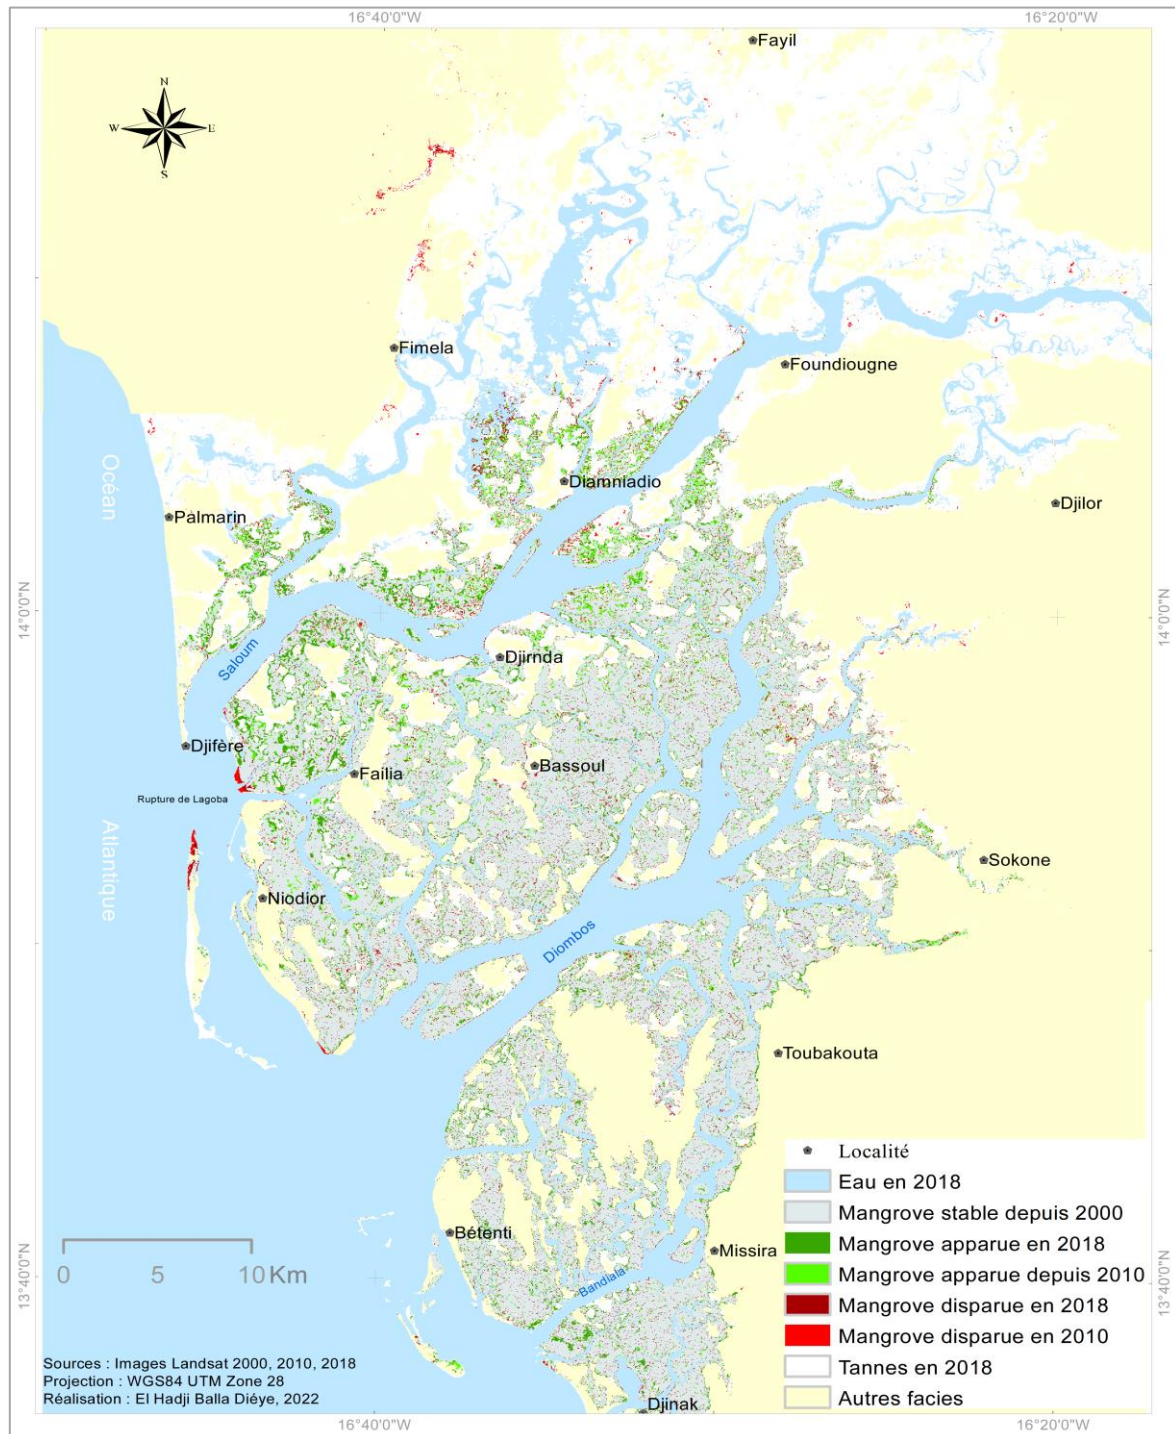 16°40'0"W
16°20'0"W
Fayil
N
W
E
S
Fimela
Foundiougne
Océan
Diamniadio
Djilor
Palmarin
14°0'0"N
14°0'0"N
Saloum
Djirnda
Djifère
Failia
Bassoul
Rupture de Lagoba
Atlantique
Sokone
Niodior
Diombos
Toubakouta
Localité
Eau en 2018
Mangrove stable depuis 2000
Bétenti
Mangrove apparue en 2018
Missira
0 5 10 Km
Mangrove apparue depuis 2010
Bandiala
13°40'0"N
13°40'0"N
Mangrove disparue en 2018
Mangrove disparue en 2010
Sources : Images Landsat 2000, 2010, 2018
Tannes en 2018
Projection : WGS84 UTM Zone 28
Réalisation : El Hadji Balla Diéye, 2022
Autres facies
Djinak
16°40'0"W
16°20'0"W